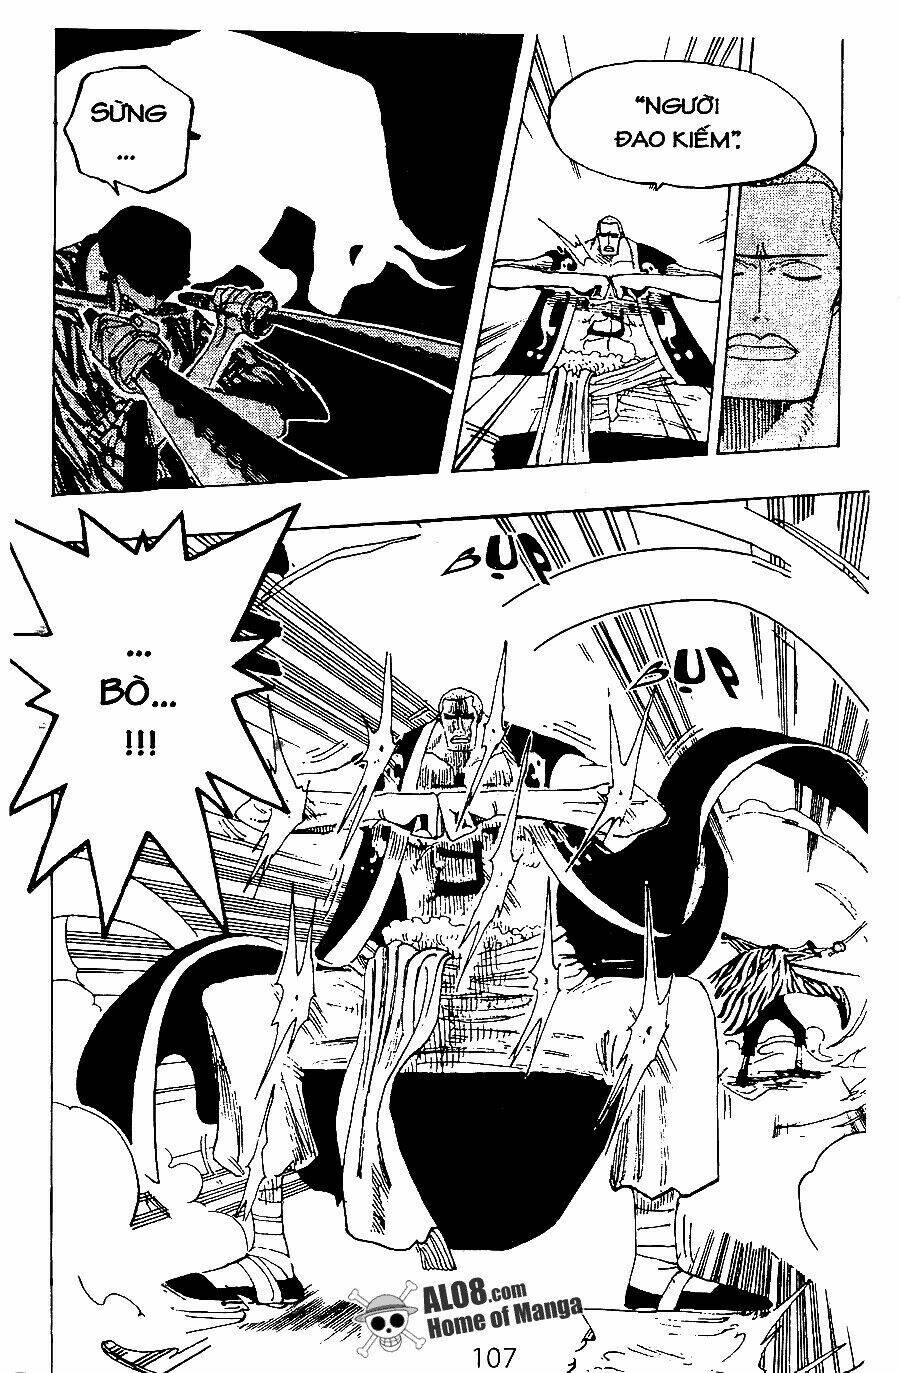 SỪNG
...
“NGƯỜI
ĐAO KIẾM”.
BỤP
BỤP
...
BÒ...
!!!
AL08.com
Home of Manga
107